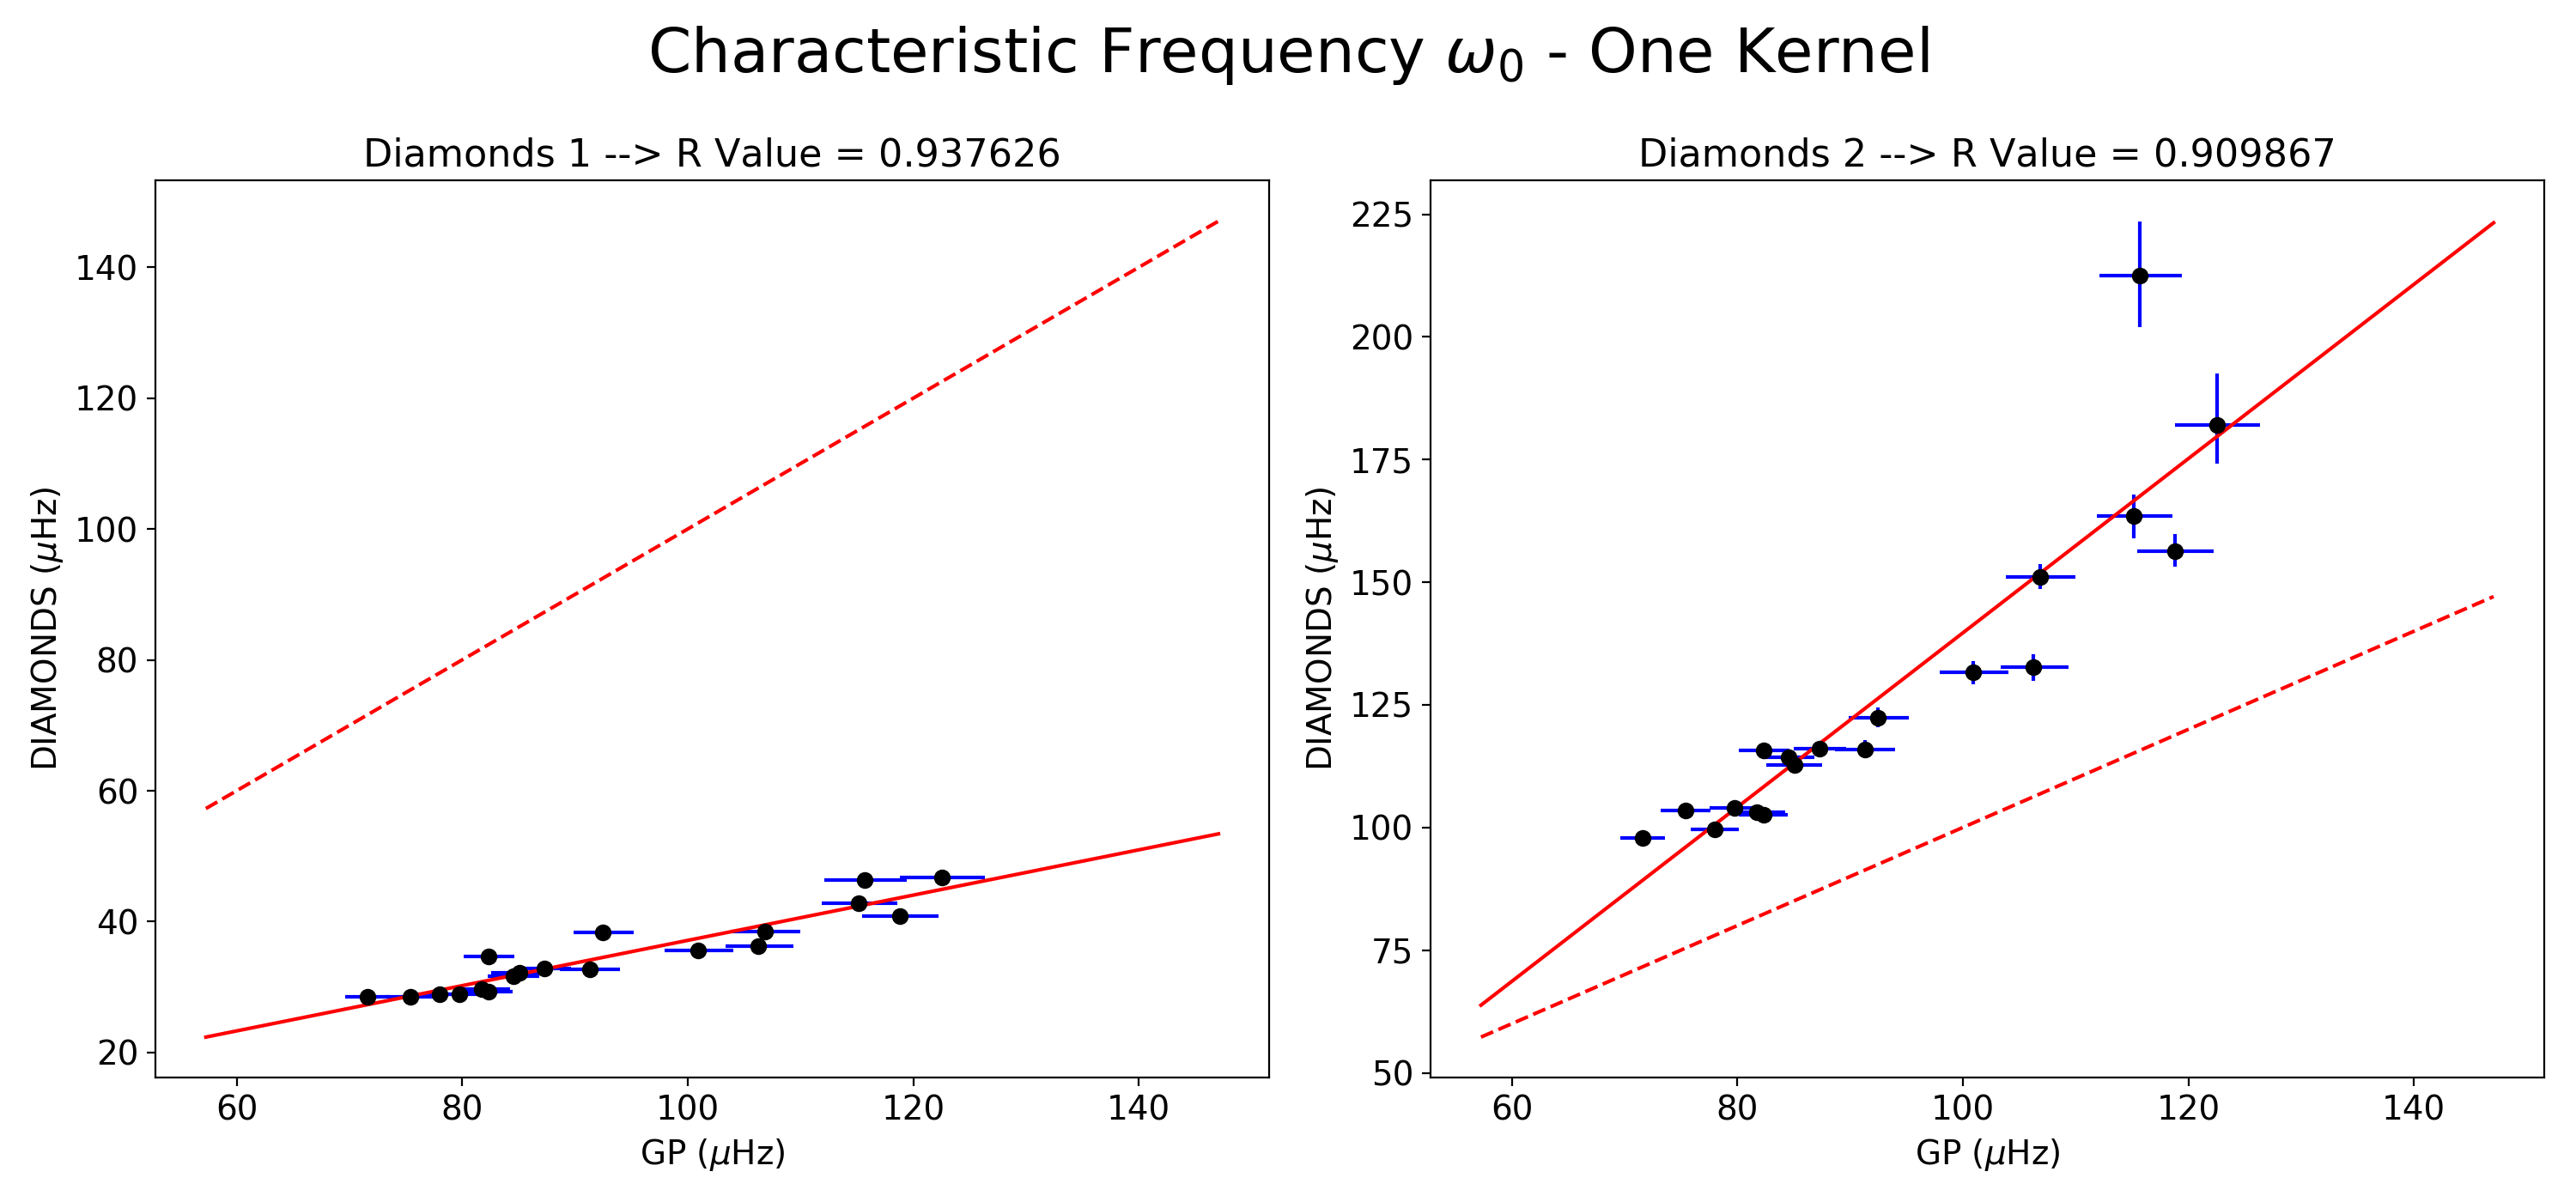 Characteristic Frequency ω₀ - One Kernel
Diamonds 1 --> R Value = 0.937626
DIAMONDS (μHz)
140
120
100
80
60
40
20
60 80 100 120 140
GP (μHz)
Diamonds 2 --> R Value = 0.909867
DIAMONDS (μHz)
225
200
175
150
125
100
75
50
60 80 100 120 140
GP (μHz)